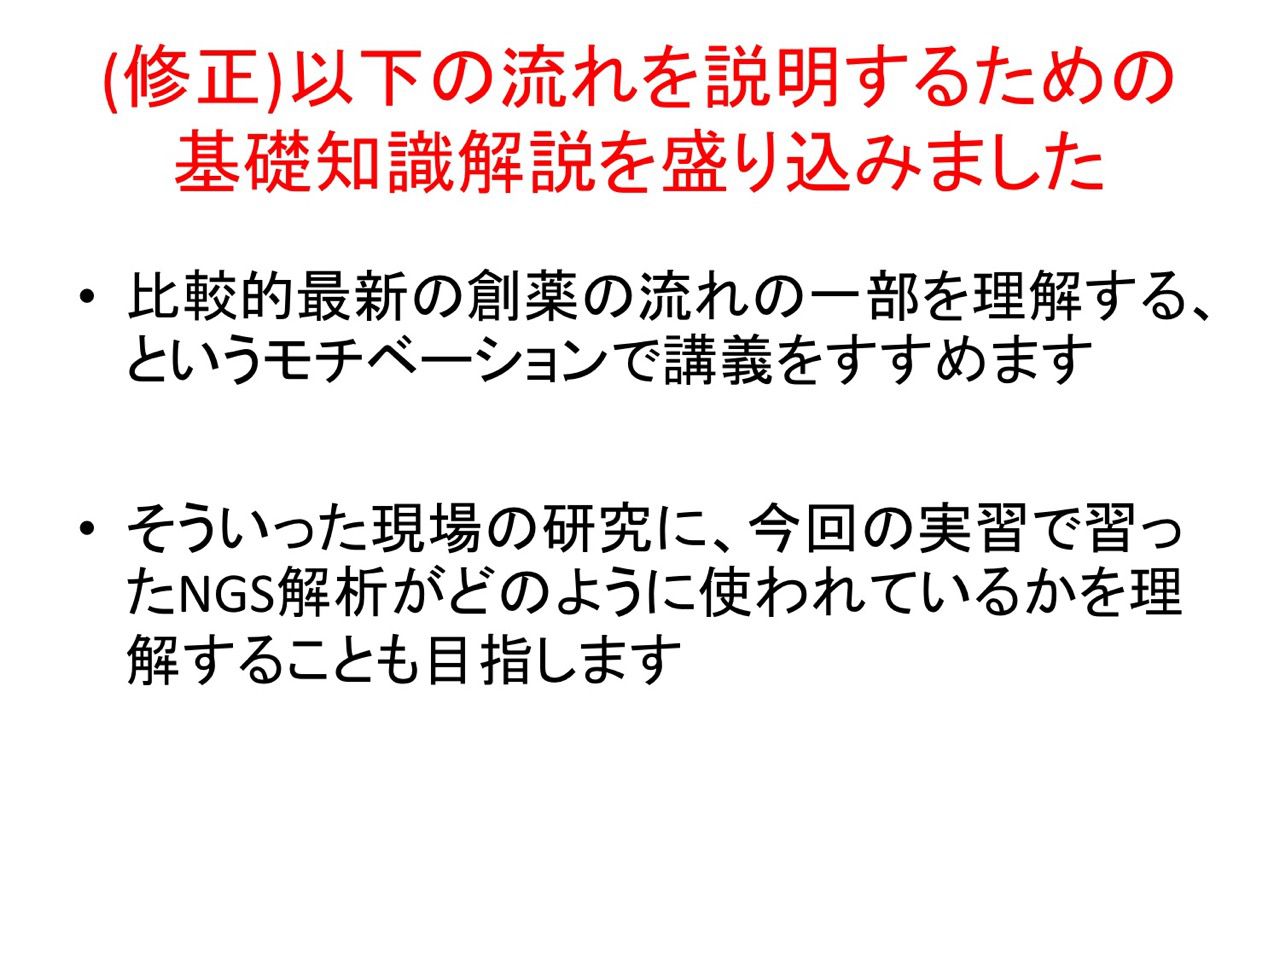 (修正)以下の流れを説明するための
基礎知識解説を盛り込みました
• 比較的最新の創薬の流れの一部を理解する、
というモチベーションで講義をすすめます
• そういった現場の研究に、今回の実習で習っ
たNGS解析がどのように使われているかを理
解することも目指します